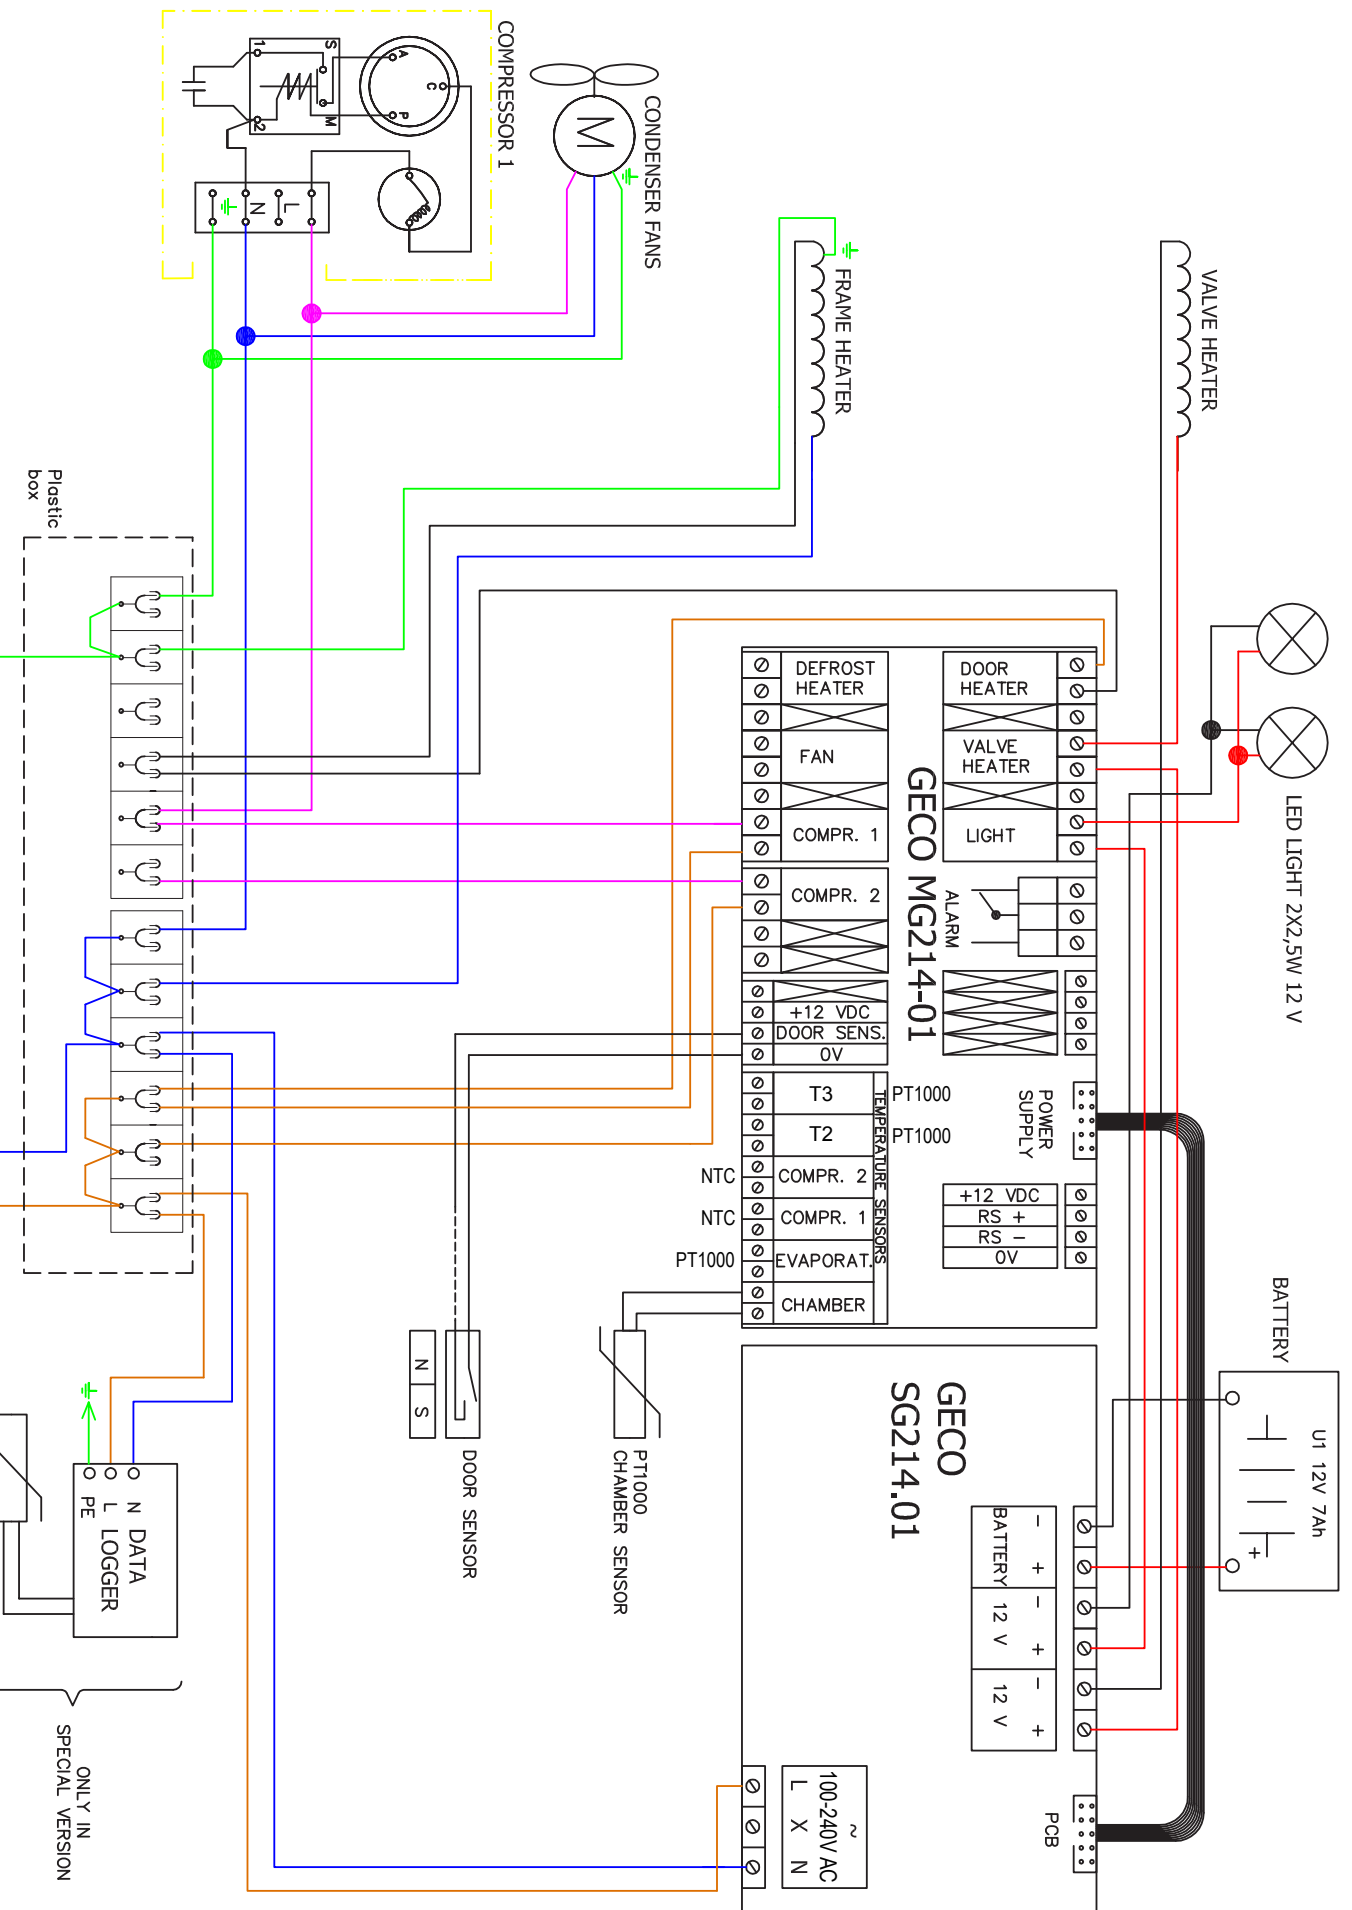 COMPRESSOR 1
A
C
P
S
M
1
2
L
N
CONDENSER FANS
M
FRAME HEATER
VALVE HEATER
LED LIGHT 2X2,5W 12 V
Plastic
box
GECO MG214-01
DEFROST
HEATER
FAN
COMPR. 1
COMPR. 2
+12 VDC
DOOR SENS.
0V
T3
T2
COMPR. 2
COMPR. 1
EVAPORAT.
CHAMBER
TEMPERATURE SENSORS
PT1000
PT1000
NTC
NTC
PT1000
DOOR
HEATER
VALVE
HEATER
LIGHT
ALARM
POWER
SUPPLY
+12 VDC
RS +
RS -
0V
BATTERY
U1 12V 7Ah
+
GECO
SG214.01
BATTERY
- +
12 V
- +
12 V
- +
PCB
~
100-240V AC
L X N
PT1000
CHAMBER SENSOR
DOOR SENSOR
N S
DATA
LOGGER
N
L
PE
ONLY IN
SPECIAL VERSION